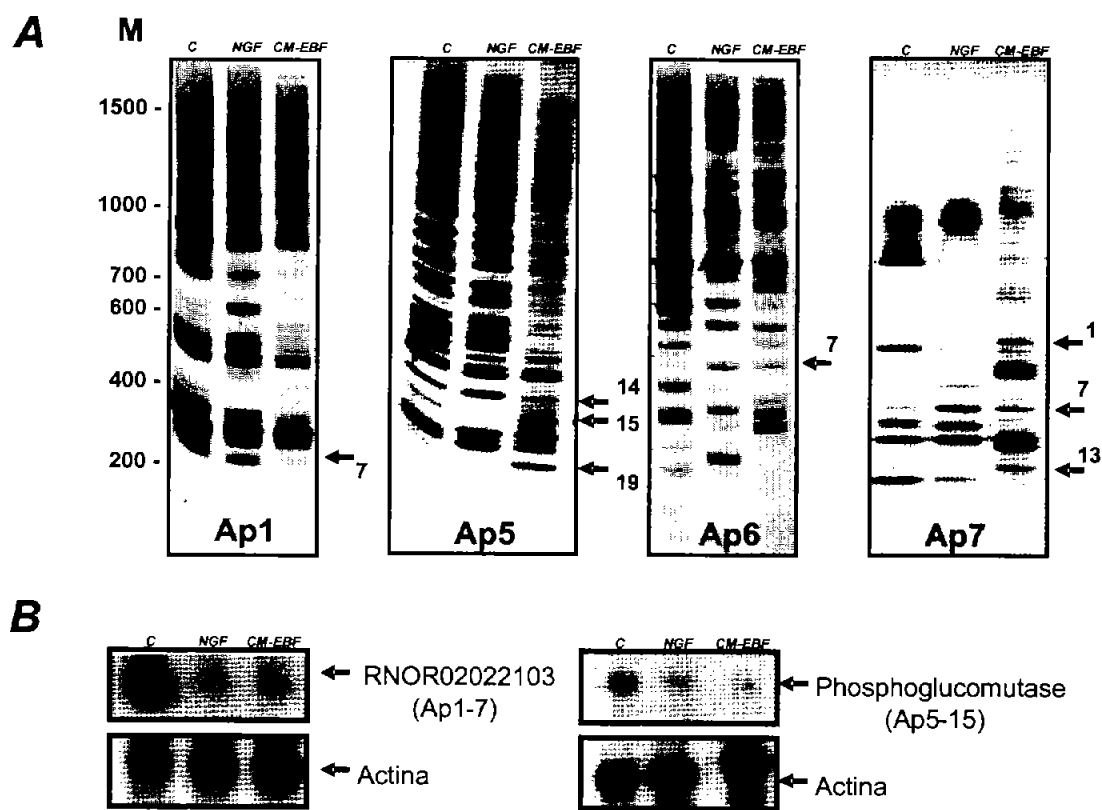 A
M
C NGF CM-EBF
C NGF CM-EBF
C NGF CM-EBF
C NGF CM-EBF
1500 -
1000 -
700 -
600 -
400 -
200 -
7
14
15
19
7
1
7
13
Ap1
Ap5
Ap6
Ap7
B
C NGF CM-EBF
RNOR02022103
(Ap1-7)
Actina
C NGF CM-EBF
Phosphoglucomutase
(Ap5-15)
Actina